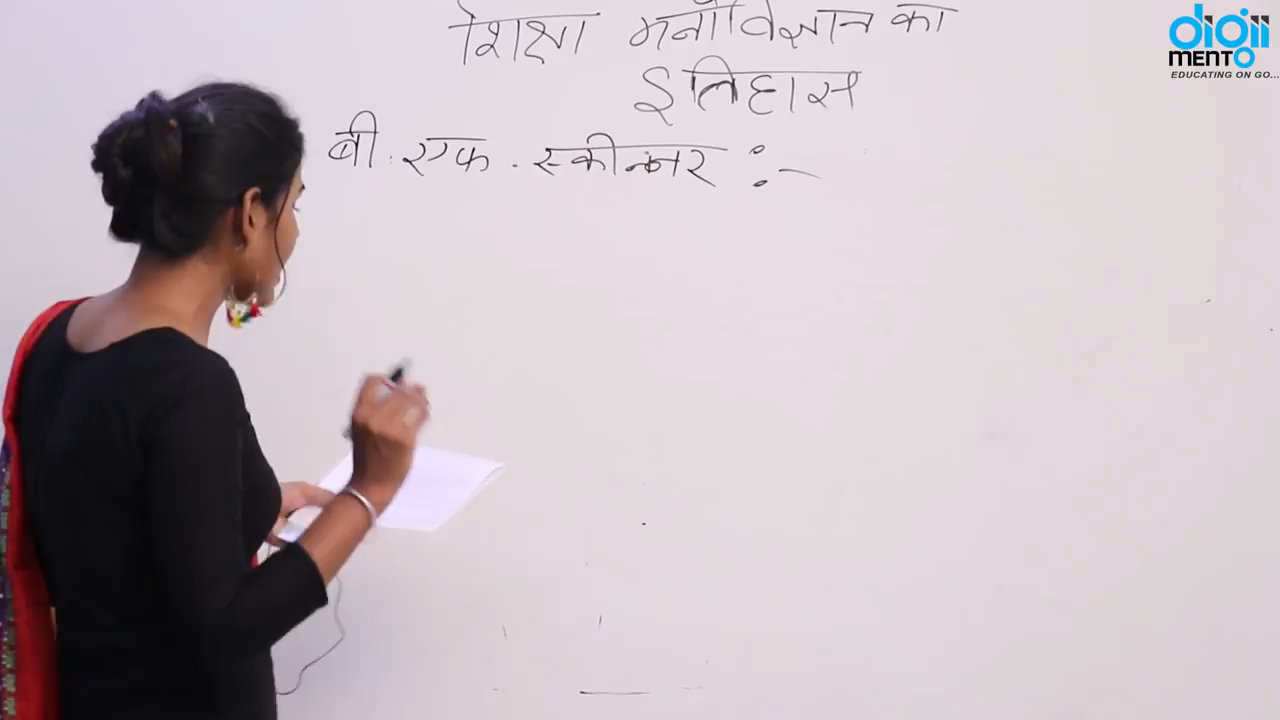 शिक्षा मनोविज्ञान का
इतिहास
बी. एफ. स्कीनर :-
digii
MENTO
EDUCATING ON GO...